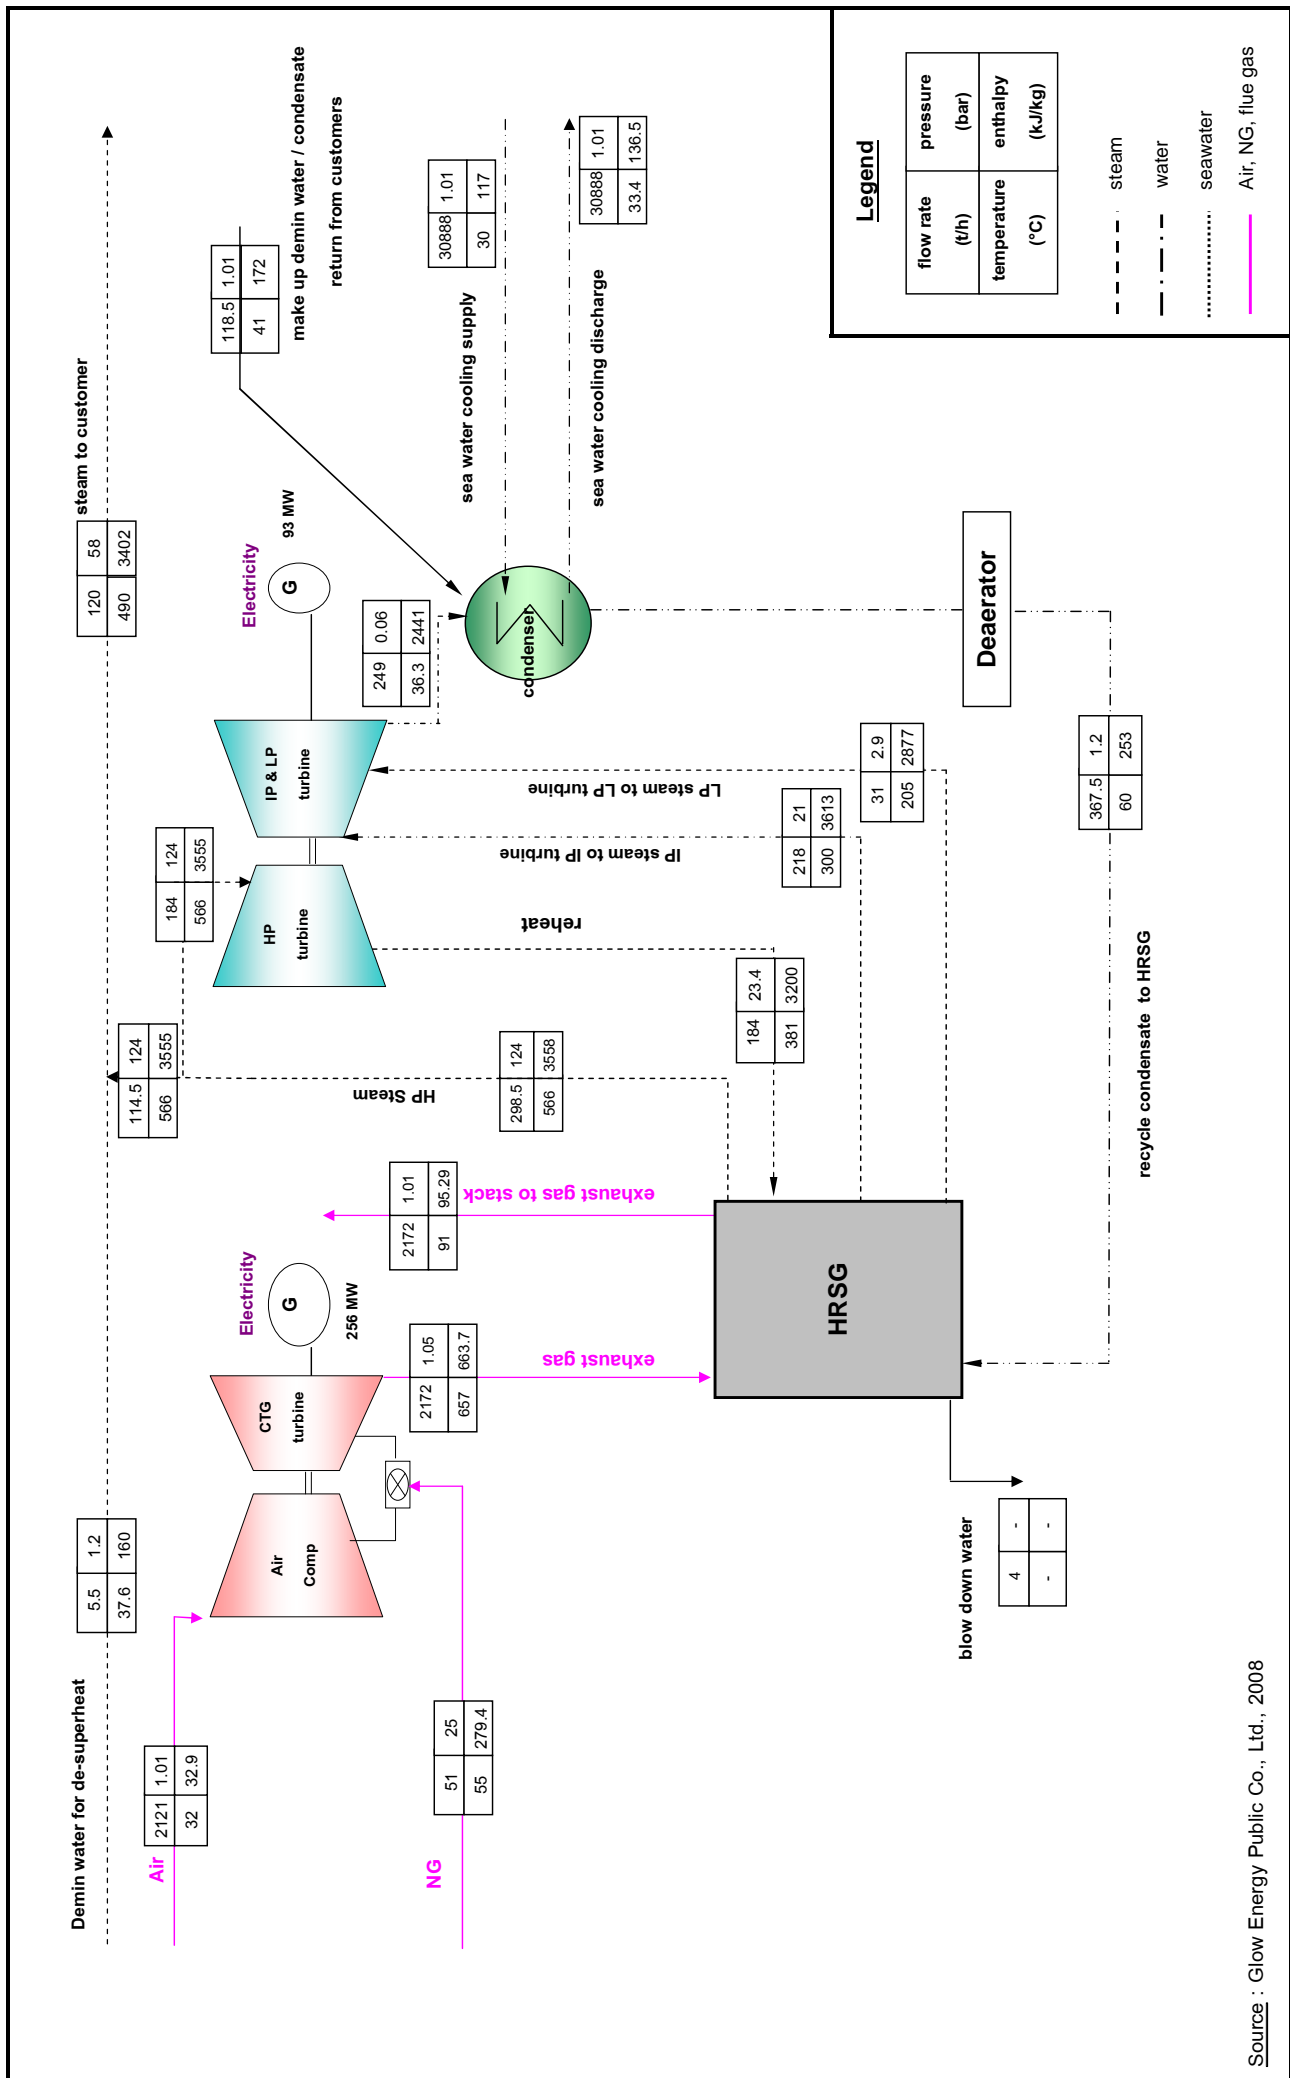 Demin water for de-superheat
5.5 1.2
37.6 160
steam to customer
120 58
490 3402
Air
2121 1.01
32 32.9
NG
51 25
55 279.4
Air
Comp
CTG
turbine
Electricity
G
256 MW
exhaust gas
2172 1.05
657 663.7
exhaust gas to stack
2172 1.01
91 95.29
HRSG
blow down water
4 -
- -
HP Steam
298.5 124
566 3558
114.5 124
566 3555
184 124
566 3555
HP
turbine
IP & LP
turbine
Electricity
G
93 MW
reheat
184 23.4
381 3200
IP steam to IP turbine
218 21
300 3613
LP steam to LP turbine
31 2.9
205 2877
249 0.06
36.3 2441
condenser
118.5 1.01
41 172
make up demin water / condensate
return from customers
sea water cooling supply
30888 1.01
30 117
sea water cooling discharge
30888 1.01
33.4 136.5
Deaerator
367.5 1.2
60 253
recycle condensate to HRSG
Legend
flow rate pressure
(t/h) (bar)
temperature enthalpy
(°C) (kJ/kg)
steam
water
seawater
Air, NG, flue gas
Source : Glow Energy Public Co., Ltd., 2008